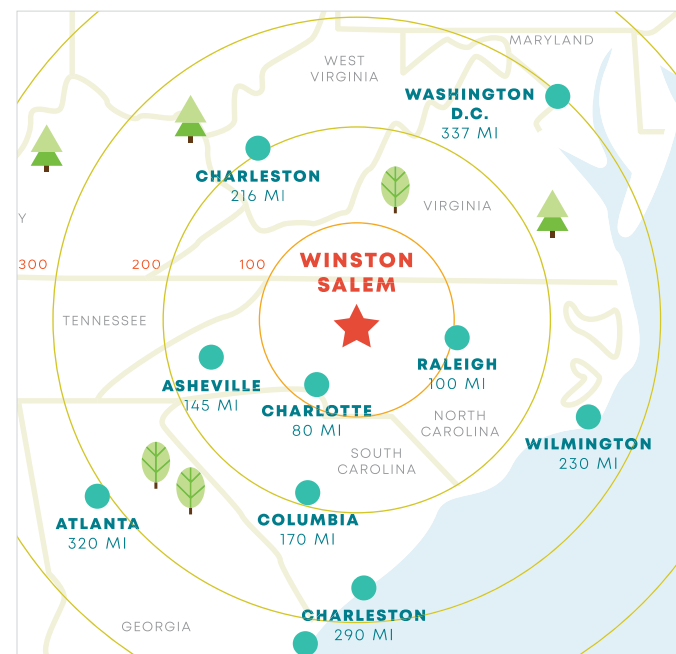 MARYLAND
WEST
VIRGINIA
WASHINGTON
D.C.
337 MI
CHARLESTON
216 MI
VIRGINIA
Y
300
200
100
WINSTON
SALEM
TENNESSEE
RALEIGH
100 MI
ASHEVILLE
145 MI
CHARLOTTE
80 MI
NORTH
CAROLINA
WILMINGTON
230 MI
SOUTH
CAROLINA
ATLANTA
320 MI
COLUMBIA
170 MI
CHARLESTON
290 MI
GEORGIA